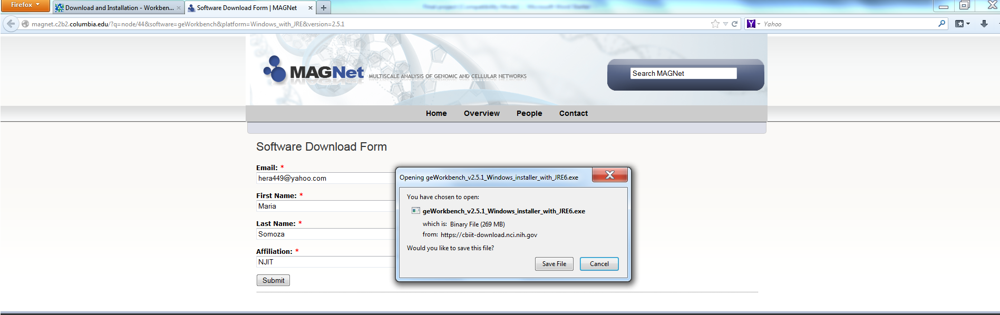 Firefox
Download and Installation - Workben...
Software Download Form | MAGNet
magnet.c2b2.columbia.edu/?q=node/44&software=geWorkbench&platform=Windows_with_JRE&version=2.5.1
Yahoo
MAGNet
MULTISCALE ANALYSIS OF GENOMIC AND CELLULAR NETWORKS
Search MAGNet
Home Overview People Contact
Software Download Form
Email: *
hera449@yahoo.com
First Name: *
Maria
Last Name: *
Somoza
Affiliation: *
NJIT
Submit
Opening geWorkbench_v2.5.1_Windows_installer_with_JRE6.exe
You have chosen to open:
geWorkbench_v2.5.1_Windows_installer_with_JRE6.exe
which is: Binary File (269 MB)
from: https://cbiit-download.nci.nih.gov
Would you like to save this file?
Save File Cancel